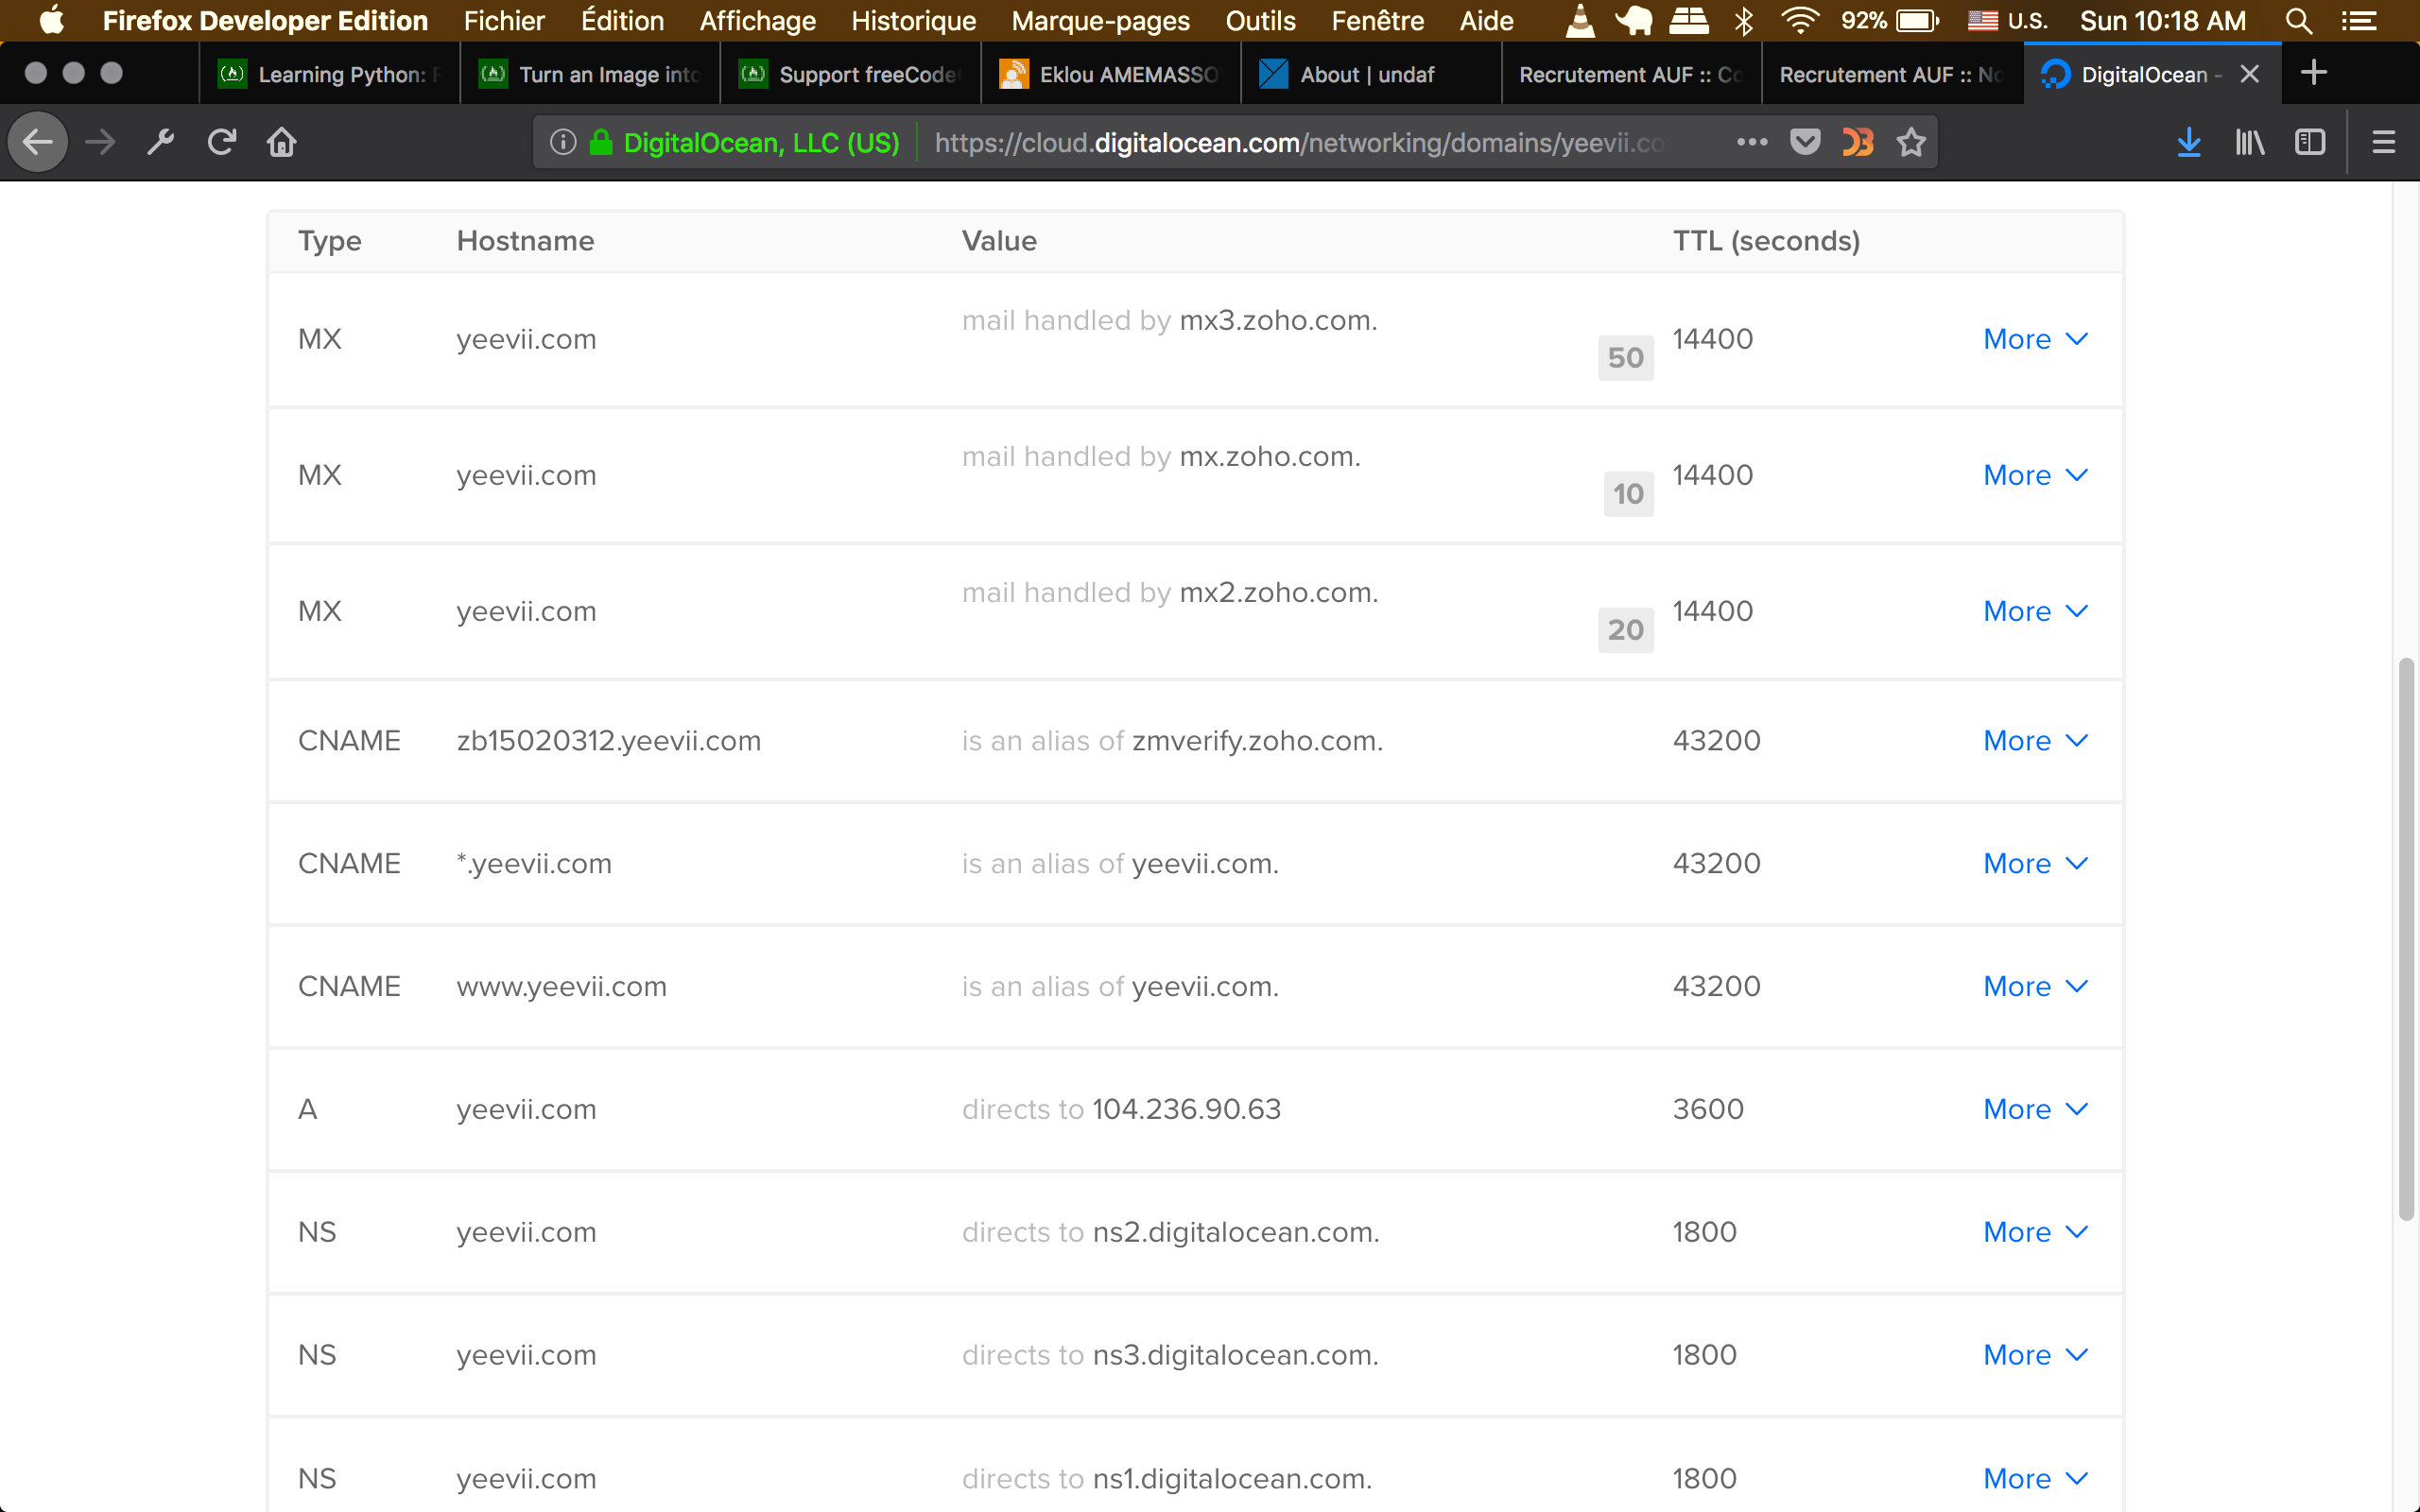 Firefox Developer Edition Fichier Édition Affichage Historique Marque-pages Outils Fenêtre Aide 92% U.S. Sun 10:18 AM
Learning Python: Turn an Image into Support freeCode Eklou AMEMASSO About | undaf Recrutement AUF :: Co Recrutement AUF :: No DigitalOcean -
DigitalOcean, LLC (US) https://cloud.digitalocean.com/networking/domains/yeevii.co
Type Hostname Value TTL (seconds)
MX yeevii.com mail handled by mx3.zoho.com. 50 14400 More
MX yeevii.com mail handled by mx.zoho.com. 10 14400 More
MX yeevii.com mail handled by mx2.zoho.com. 20 14400 More
CNAME zb15020312.yeevii.com is an alias of zmverify.zoho.com. 43200 More
CNAME *.yeevii.com is an alias of yeevii.com. 43200 More
CNAME www.yeevii.com is an alias of yeevii.com. 43200 More
A yeevii.com directs to 104.236.90.63 3600 More
NS yeevii.com directs to ns2.digitalocean.com. 1800 More
NS yeevii.com directs to ns3.digitalocean.com. 1800 More
NS yeevii.com directs to ns1.digitalocean.com. 1800 More